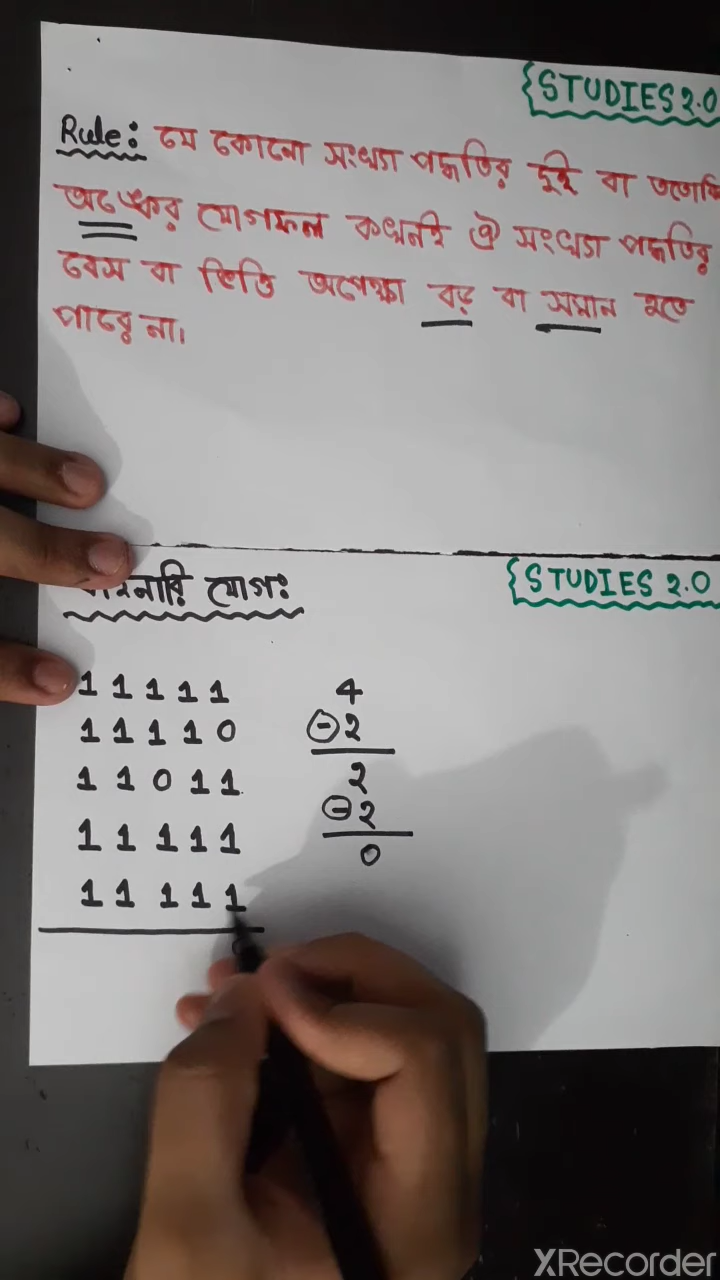 {STUDIES 2.0
Rule: যে কোনো সংখ্যা পদ্ধতির দুই বা ততোধি
অঙ্কের যোগফল কখনই ঐ সংখ্যা পদ্ধতির
বেস বা ভিত্তি অপেক্ষা বড় বা সমান হতে
পারবে না।
যোগঃ
{STUDIES 2.0
1 1 1 1 1
1 1 1 1 0
1 1 0 1 1
1 1 1 1 1
1 1 1 1 1
4
- 2
2
- 2
0
XRecorder